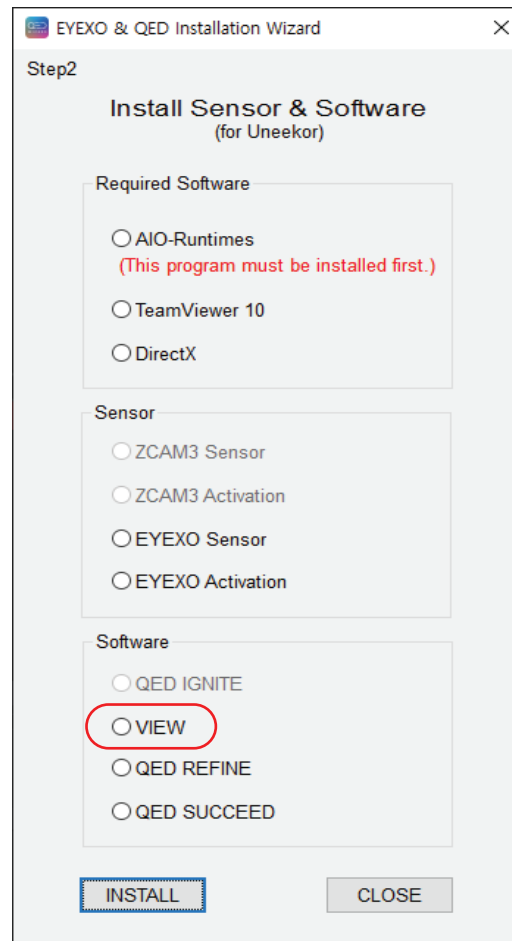 EYEXO & QED Installation Wizard
Step2
Install Sensor & Software
(for Uneekor)
Required Software
AIO-Runtimes
(This program must be installed first.)
TeamViewer 10
DirectX
Sensor
ZCAM3 Sensor
ZCAM3 Activation
EYEXO Sensor
EYEXO Activation
Software
QED IGNITE
VIEW
QED REFINE
QED SUCCEED
INSTALL CLOSE